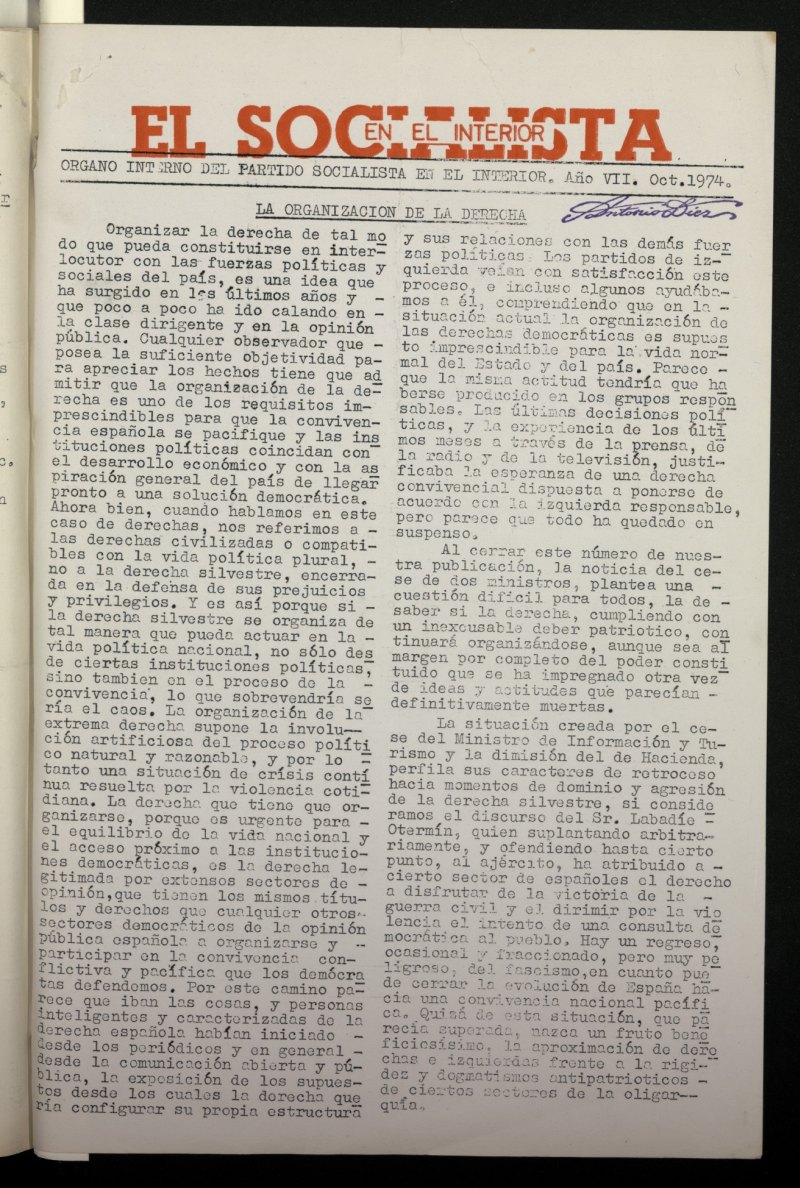 EL SOCIALISTA
EN EL INTERIOR
ORGANO INTERNO DEL PARTIDO SOCIALISTA EN EL INTERIOR. Año VII. Oct.1974.
LA ORGANIZACION DE LA DERECHA
Antonio Díez
Organizar la derecha de tal mo
do que pueda constituirse en inter-
locutor con las fuerzas políticas y
sociales del país, es una idea que
ha surgido en los últimos años y -
que poco a poco ha ido calando en -
la clase dirigente y en la opinión
pública. Cualquier observador que -
posea la suficiente objetividad pa-
ra apreciar los hechos tiene que ad
mitir que la organización de la de-
recha es uno de los requisitos im-
prescindibles para que la conviven-
cia española se pacifique y las ins
tituciones políticas coincidan con
el desarrollo económico y con la as
piración general del país de llegar
pronto a una solución democrática.
Ahora bien, cuando hablamos en este
caso de derechas, nos referimos a -
las derechas civilizadas o compati-
bles con la vida política plural, -
no a la derecha silvestre, encerra-
da en la defensa de sus prejuicios
y privilegios. Y es así porque si -
la derecha silvestre se organiza de
tal manera que pueda actuar en la -
vida política nacional, no sólo des
de ciertas instituciones políticas,
sino tambien en el proceso de la -
convivencia, lo que sobrevendría se
ría el caos. La organización de la
extrema derecha supone la involu--
ción artificiosa del proceso políti
co natural y razonable, y por lo -
tanto una situación de crísis contí
nua resuelta por la violencia coti-
diana. La derecha que tiene que or-
ganizarse, porque es urgente para -
el equilibrio de la vida nacional y
el acceso próximo a las institucio-
nes democráticas, es la derecha le-
gitimada por extensos sectores de -
opinión,que tienen los mismos títu-
los y derechos que cualquier otros
sectores democráticos de la opinión
pública española a organizarse y -
participar en la convivencia con-
flictiva y pacífica que los demócra
tas defendemos. Por este camino pa-
rece que iban las cosas, y personas
inteligentes y caracterizadas de la
derecha española habían iniciado -
desde los periódicos y en general -
desde la comunicación abierta y pú-
blica, la exposición de los supues-
tos desde los cuales la derecha que
ría configurar su propia estructura
y sus relaciones con las demás fuer
zas políticas. Los partidos de iz-
quierda veían con satisfacción este
proceso, e incluso algunos ayudába-
mos a él, comprendiendo que en la -
situación actual la organización de
las derechas democráticas es supues
to imprescindible para la vida nor-
mal del Estado y del país. Parece -
que la misma actitud tendría que ha
berse producido en los grupos respon
sables. Las últimas decisiones polí
ticas, y la experiencia de los últi
mos meses a través de la prensa, de
la radio y de la televisión, justi-
ficaba la esperanza de una derecha
convivencial dispuesta a ponerse de
acuerdo con la izquierda responsable,
pero parece que todo ha quedado en
suspenso.
Al cerrar este número de nues-
tra publicación, la noticia del ce-
se de dos ministros, plantea una -
cuestión difícil para todos, la de -
saber si la derecha, cumpliendo con
un inexcusable deber patriotico, con
tinuará organizándose, aunque sea al
margen por completo del poder consti
tuido que se ha impregnado otra vez
de ideas y actitudes que parecían -
definitivamente muertas.
La situación creada por el ce-
se del Ministro de Información y Tu-
rismo y la dimisión del de Hacienda,
perfila sus caracteres de retroceso
hacia momentos de dominio y agresión
de la derecha silvestre, si conside
ramos el discurso del Sr. Labadíe -
Otermín, quien suplantando arbitra-
riamente, y ofendiendo hasta cierto
punto, al ejército, ha atribuido a -
cierto sector de españoles el derecho
a disfrutar de la victoria de la -
guerra civil y el dirimir por la vio
lencia el intento de una consulta de
mocrática al pueblo. Hay un regreso,
ocasional y fraccionado, pero muy pe
ligroso, del fascismo,en cuanto pue
de cerrar la evolución de España ha-
cia una convivencia nacional pacífi
ca. Quizá de esta situación, que pa
recía superada, nazca un fruto bene
ficiosísimo, la aproximación de dere
chas e izquierdas frente a la rigi-
dez y dogmatismos antipatrioticos -
de ciertos sectores de la oligar--
quía.